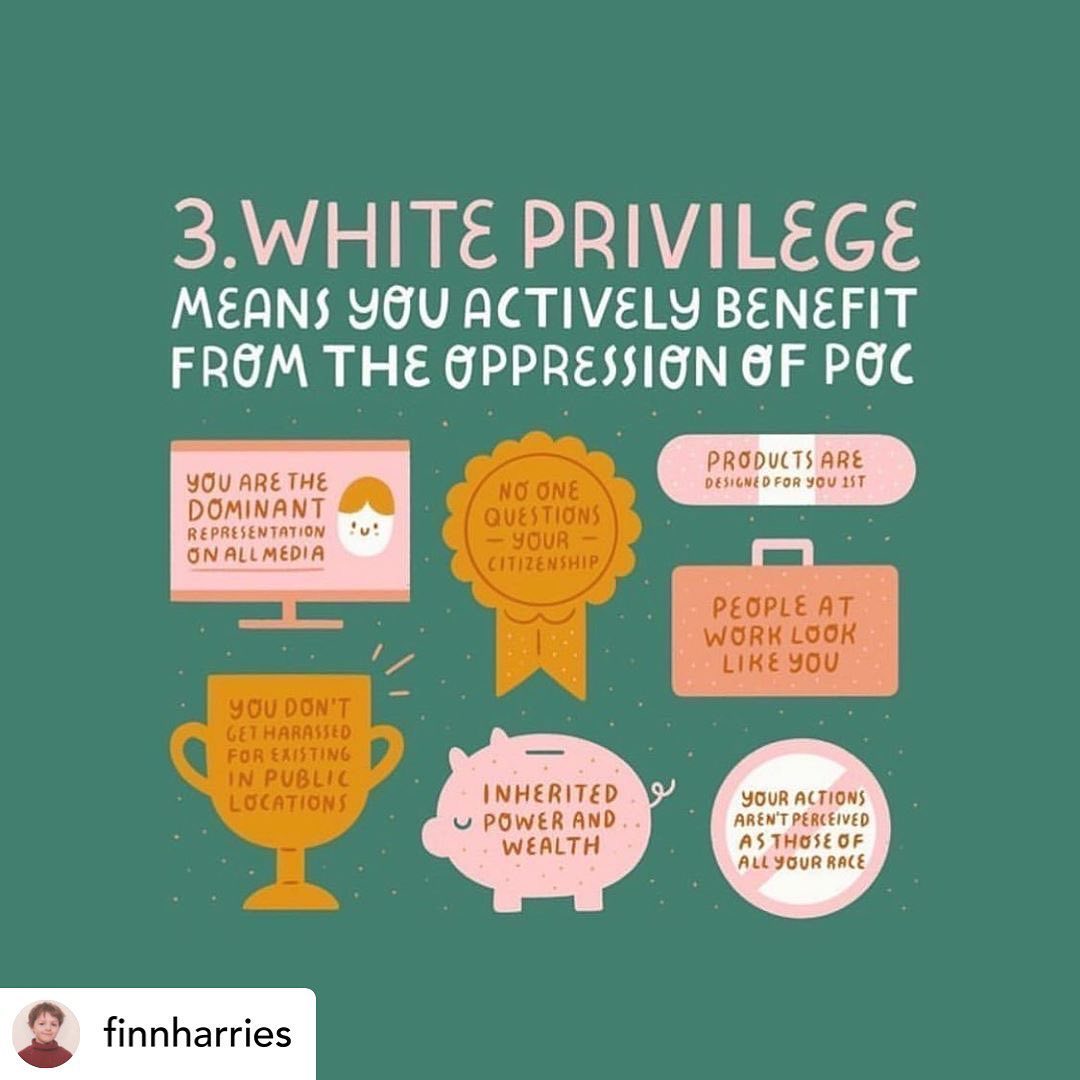 3.WHITE PRIVILEGE
MEANS YOU ACTIVELY BENEFIT
FROM THE OPPRESSION OF POC
YOU ARE THE
DOMINANT
REPRESENTATION
ON ALL MEDIA
NO ONE
QUESTIONS
– YOUR –
CITIZENSHIP
PRODUCTS ARE
DESIGNED FOR YOU 1ST
PEOPLE AT
WORK LOOK
LIKE YOU
YOU DON'T
GET HARASSED
FOR EXISTING
IN PUBLIC
LOCATIONS
INHERITED
POWER AND
WEALTH
YOUR ACTIONS
AREN'T PERCEIVED
AS THOSE OF
ALL YOUR RACE
finnharries